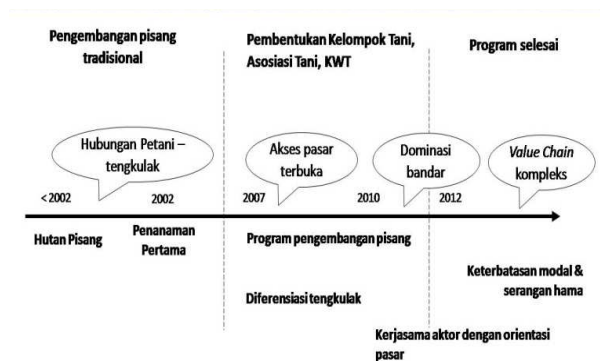 Pengembangan pisang
tradisional
Pembentukan Kelompok Tani,
Asosiasi Tani, KWT
Program selesai
Hubungan Petani –
tengkulak
Akses pasar
terbuka
Dominasi
bandar
Value Chain
kompleks
< 2002
2002
2007
2010
2012
Hutan Pisang
Penanaman
Pertama
Program pengembangan pisang
Keterbatasan modal &
serangan hama
Diferensiasi tengkulak
Kerjasama aktor dengan orientasi
pasar